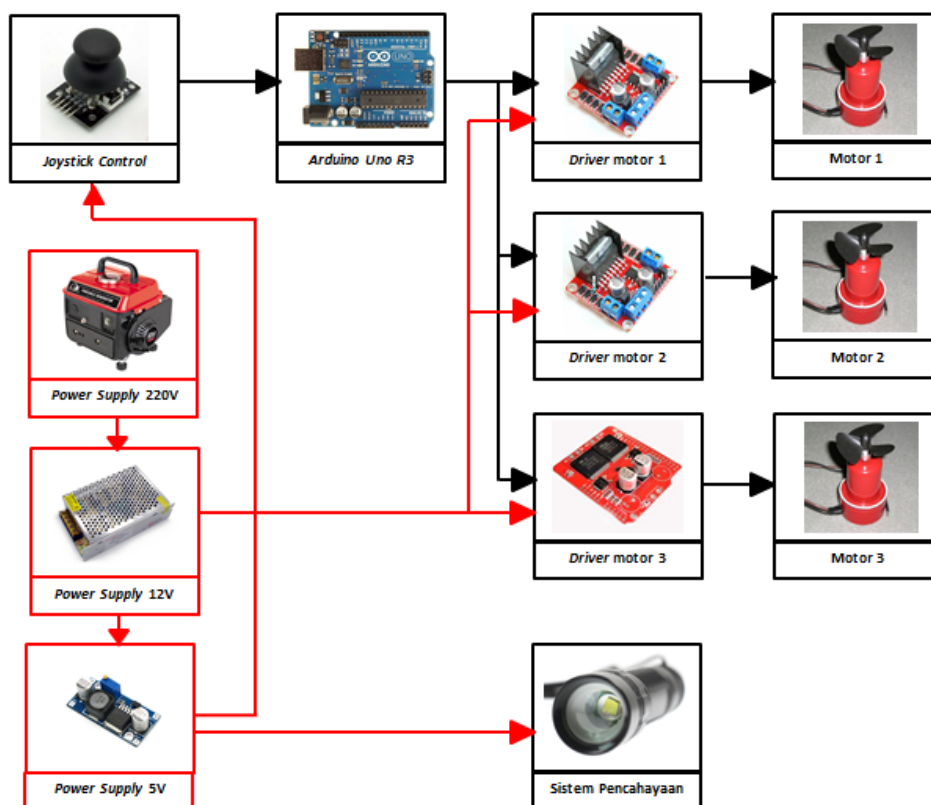 Joystick Control
Arduino Uno R3
Driver motor 1
Motor 1
Driver motor 2
Motor 2
Power Supply 220V
Driver motor 3
Motor 3
Power Supply 12V
Power Supply 5V
Sistem Pencahayaan